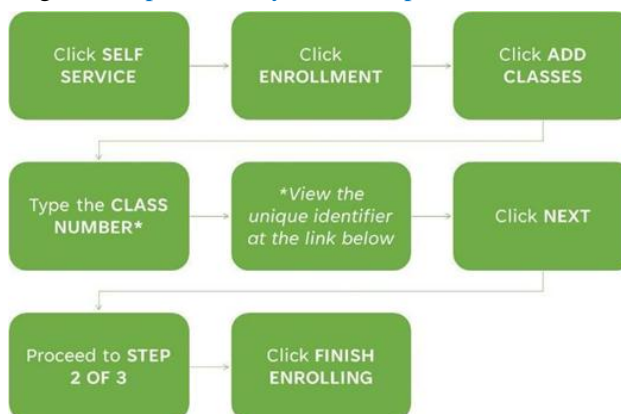 Click SELF
SERVICE
Click
ENROLLMENT
Click ADD
CLASSES
Type the CLASS
NUMBER*
*View the
unique identifier
at the link below
Click NEXT
Proceed to STEP
2 OF 3
Click FINISH
ENROLLING